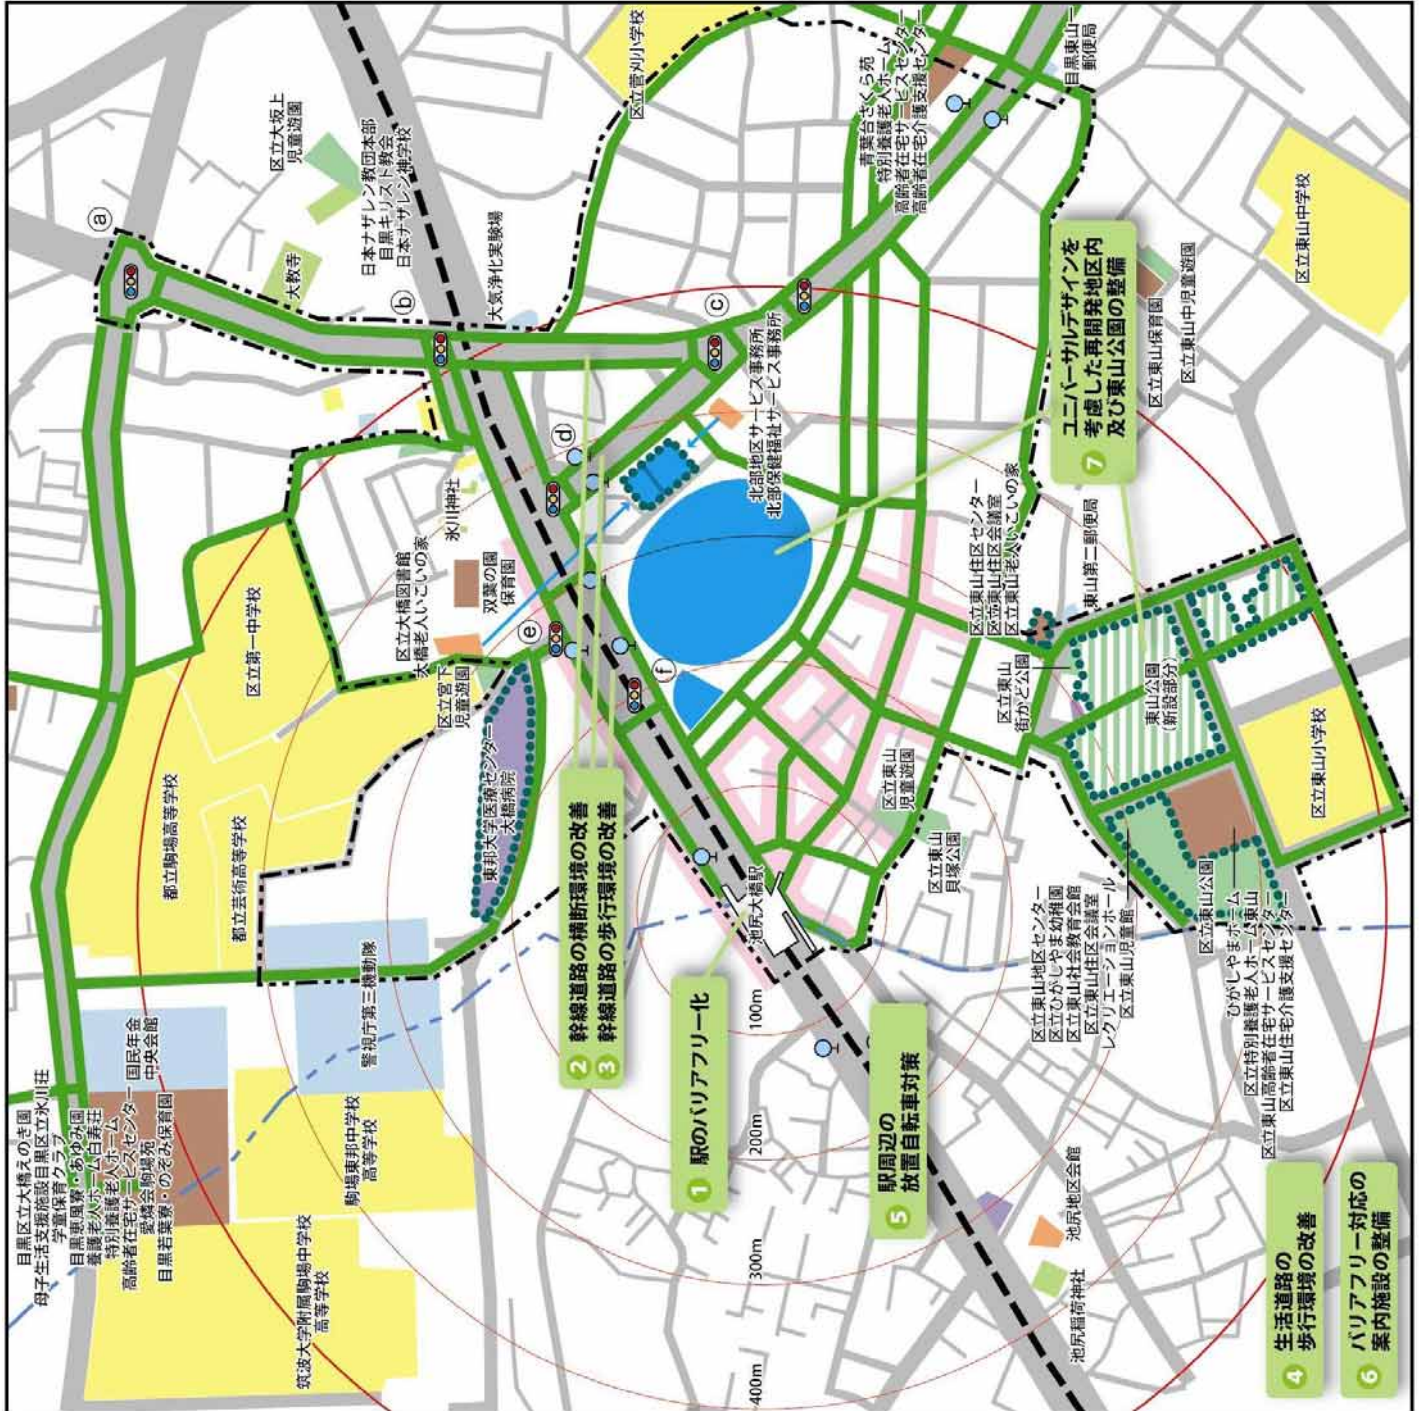 目黒区立大橋えのき園
母子生活支援施設目黒区立氷川荘
学童保育クラブ
目黒恵風寮・あゆみ園
養護老人ホーム白寿荘
特別養護老人ホーム
高齢者在宅サービスセンター
愛隣会駒場苑
目黒若葉寮・のぞみ保育園
国民年金
中央会館
筑波大学附属駒場中学校
高等学校
駒場東邦中学校
高等学校
警視庁第三機動隊
都立駒場高等学校
都立芸術高等学校
区立第一中学校
東邦大学医療センター
大橋病院
区立宮下
児童遊園
区立大橋図書館
大橋老人いこいの家
双葉の園
保育園
氷川神社
ⓐ
ⓑ
ⓒ
ⓓ
ⓔ
ⓕ
区立大坂上
児童遊園
大教寺
日本ナザレン教団本部
目黒キリスト教会
日本ナザレン神学校
大気浄化実験場
区立菅刈小学校
青葉台さくら苑
特別養護老人ホーム
高齢者在宅サービスセンター
高齢者在宅介護支援センター
目黒東山一
郵便局
北部地区サービス事務所
北部保健福祉サービス事務所
❷ 幹線道路の横断環境の改善
❸ 幹線道路の歩行環境の改善
❶ 駅のバリアフリー化
池尻大橋駅
100m
200m
300m
400m
❺ 駅周辺の
放置自転車対策
❼ ユニバーサルデザインを
考慮した再開発地区内
及び東山公園の整備
区立東山中学校
区立東山保育園
区立東山中児童遊園
区立東山住区センター
区立東山住区会議室
区立東山老人いこいの家
東山第二郵便局
区立東山
街かど公園
東山公園
(新設部分)
区立東山小学校
区立東山
児童遊園
区立東山
貝塚公園
区立東山地区センター
区立ひがしやま幼稚園
区立東山社会教育会館
区立東山住区会議室
レクリエーションホール
区立東山児童館
区立東山公園
ひがしやまホーム
区立特別養護老人ホーム東山
区立東山高齢者在宅サービスセンター
区立東山住宅介護支援センター
池尻地区会館
池尻稲荷神社
❹ 生活道路の
歩行環境の改善
❻ バリアフリー対応の
案内施設の整備